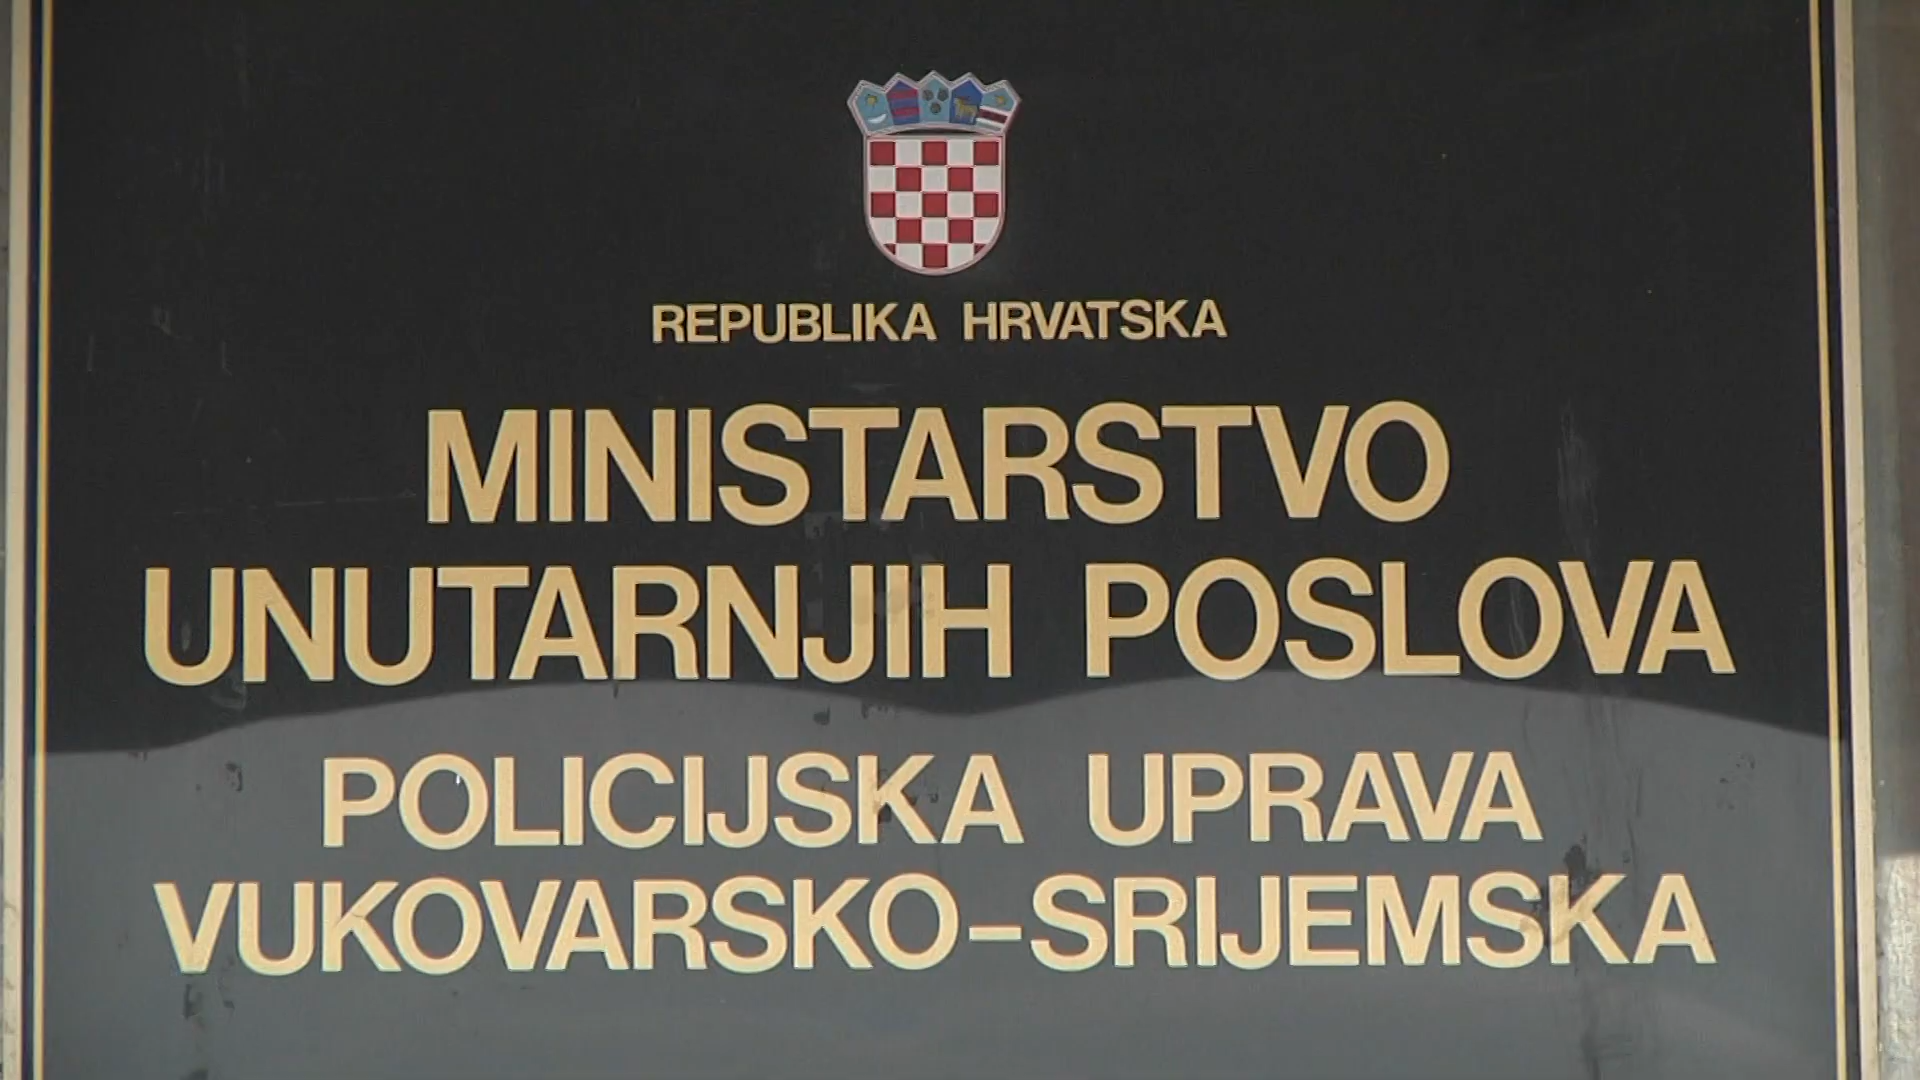 REPUBLIKA HRVATSKA
MINISTARSTVO
UNUTARNJIH POSLOVA
POLICIJSKA UPRAVA
VUKOVARSKO-SRIJEMSKA